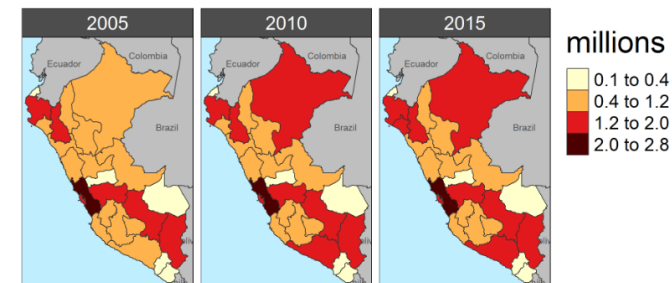 2005 2010 2015
millions
Ecuador Colombia Ecuador Colombia Ecuador Colombia
0.1 to 0.4
0.4 to 1.2
1.2 to 2.0
2.0 to 2.8
Brazil Brazil Brazil